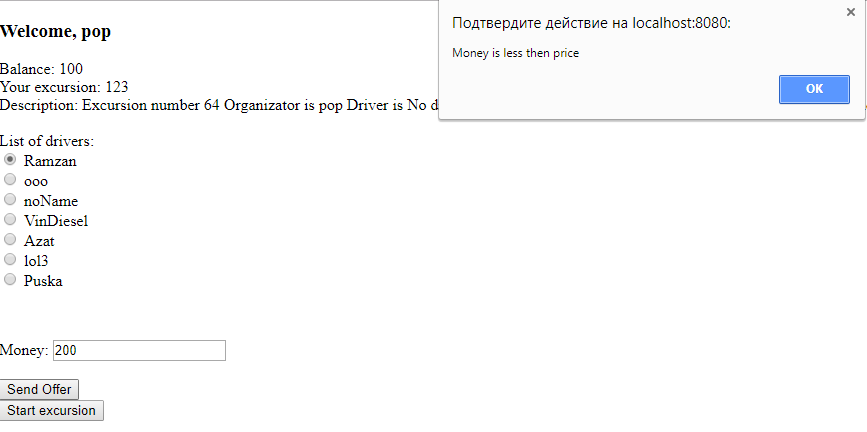 Welcome, pop
Balance: 100
Your excursion: 123
Description: Excursion number 64 Organizator is pop Driver is No d
Подтвердите действие на localhost:8080:
Money is less then price
OK
List of drivers:
Ramzan
ooo
noName
VinDiesel
Azat
lol3
Puska
Money: 200
Send Offer
Start excursion